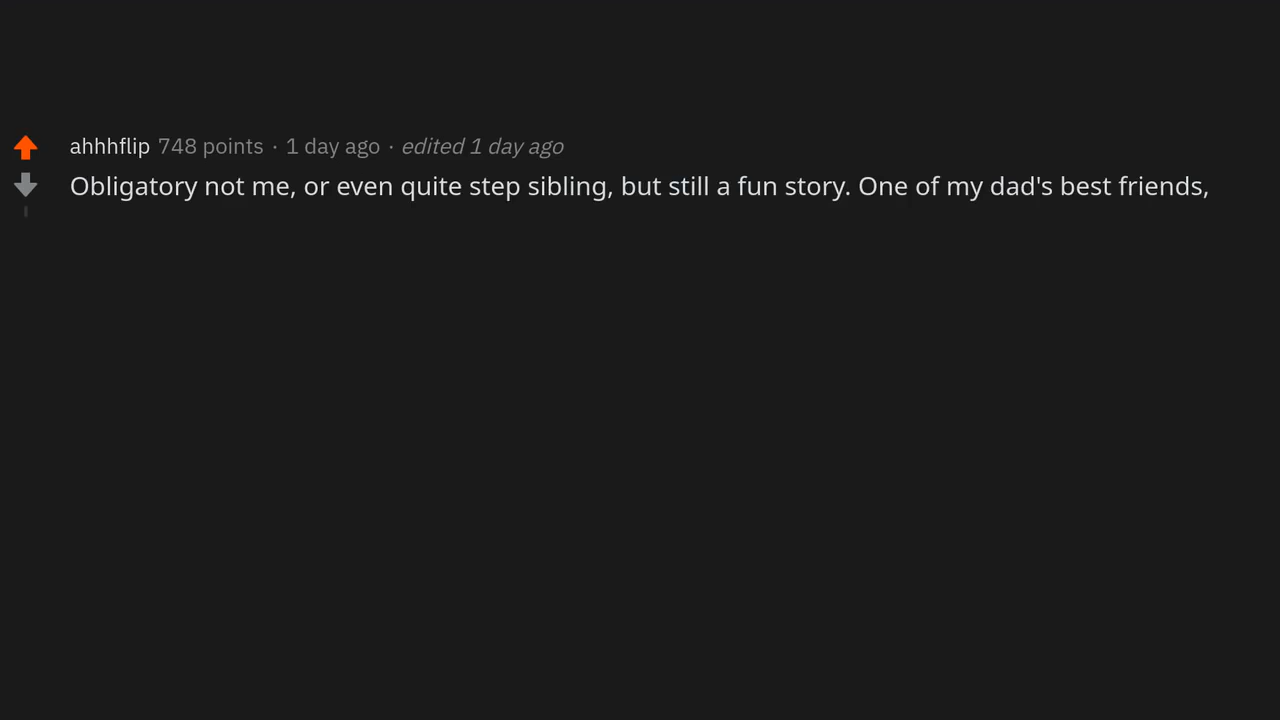 ahhhflip 748 points · 1 day ago · edited 1 day ago
Obligatory not me, or even quite step sibling, but still a fun story. One of my dad's best friends,